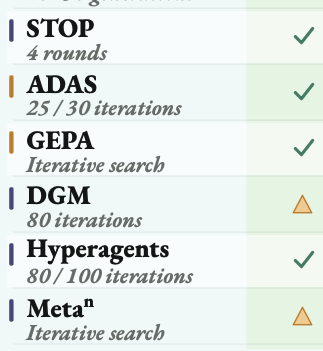 STOP
4 rounds
ADAS
25 / 30 iterations
GEPA
Iterative search
DGM
80 iterations
Hyperagents
80 / 100 iterations
Metaⁿ
Iterative search